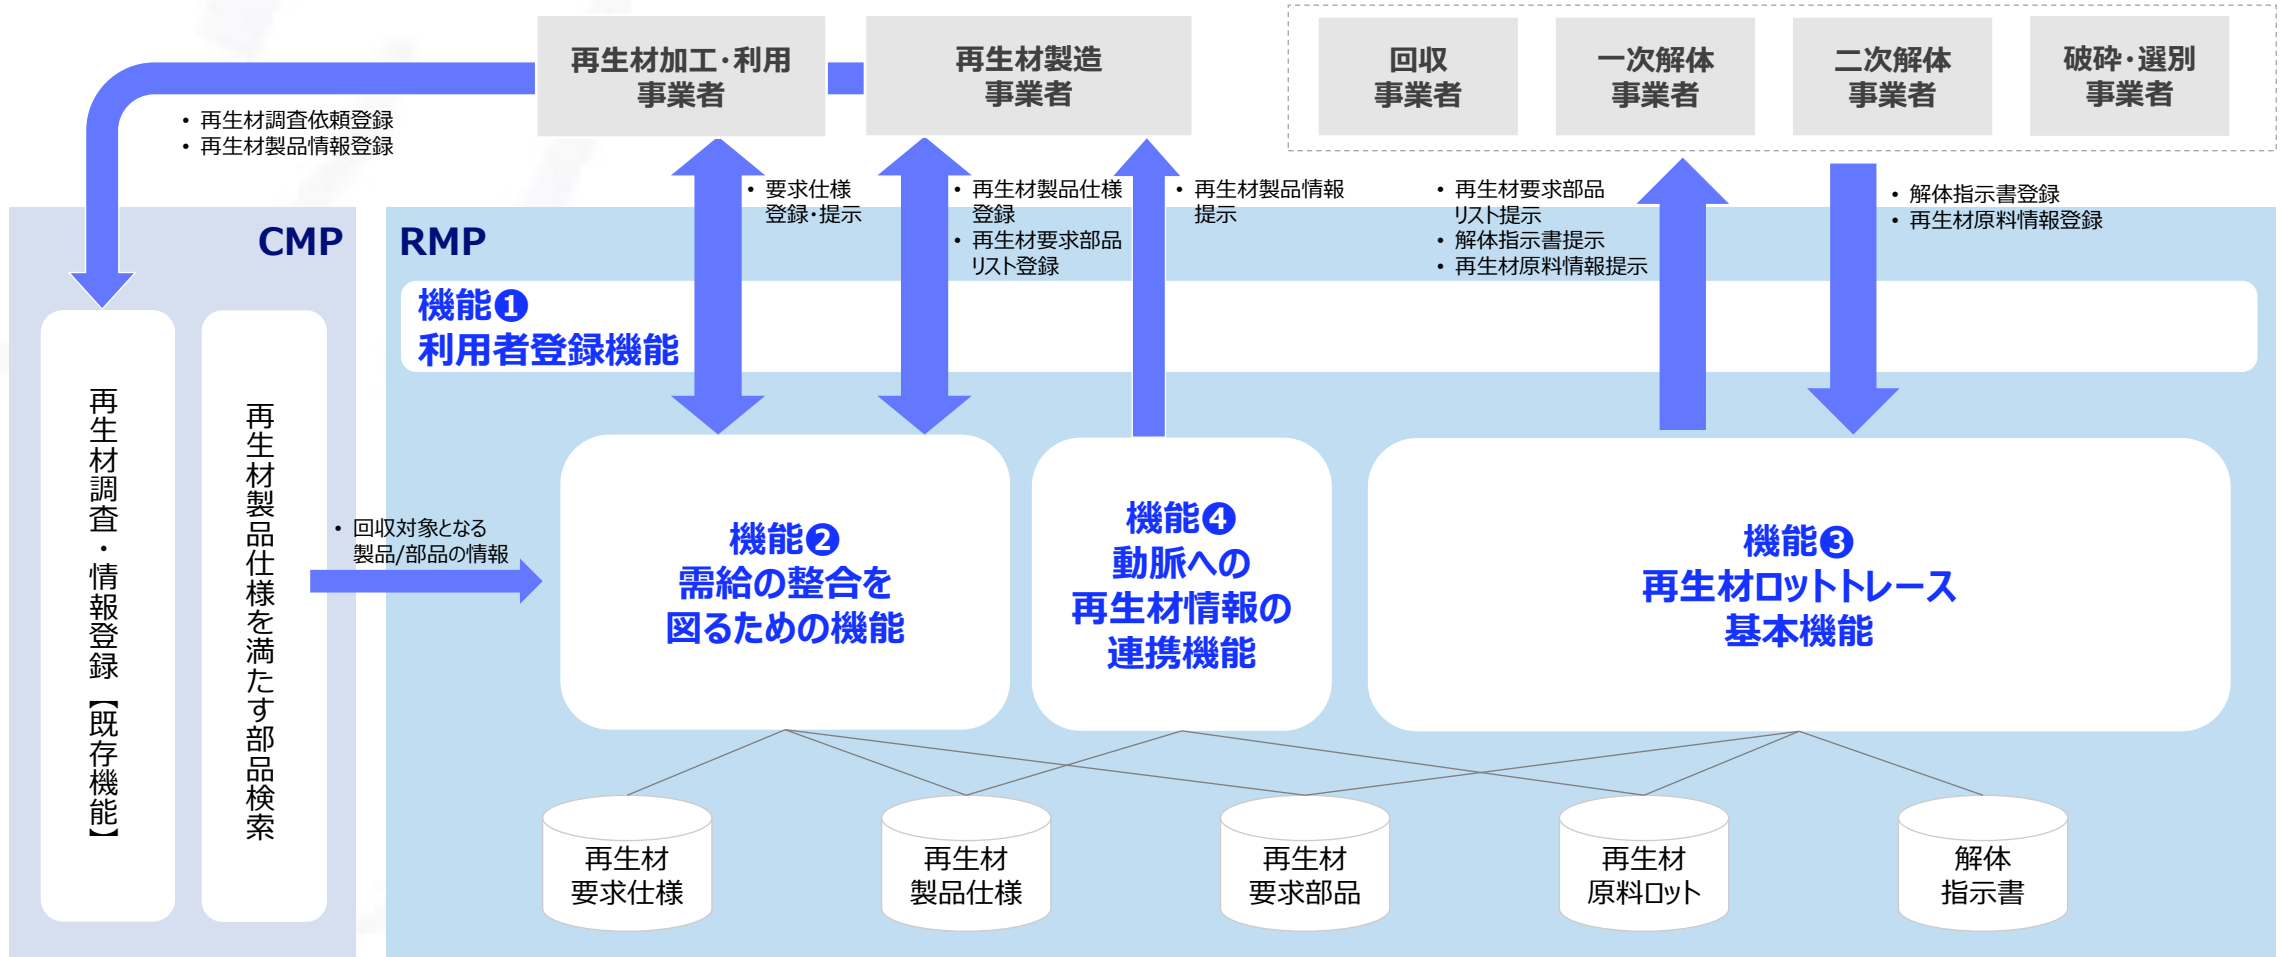 再生材加工・利用
事業者
再生材製造
事業者
回収
事業者
一次解体
事業者
二次解体
事業者
破砕・選別
事業者
• 再生材調査依頼登録
• 再生材製品情報登録
• 要求仕様
登録・提示
• 再生材製品仕様
登録
• 再生材要求部品
リスト登録
• 再生材製品情報
提示
• 再生材要求部品
リスト提示
• 解体指示書提示
• 再生材原料情報提示
• 解体指示書登録
• 再生材原料情報登録
CMP
RMP
機能❶
利用者登録機能
再生材調査・情報登録【既存機能】
再生材製品仕様を満たす部品検索
• 回収対象となる
製品/部品の情報
機能❷
需給の整合を
図るための機能
機能❹
動脈への
再生材情報の
連携機能
機能❸
再生材ロットトレース
基本機能
再生材
要求仕様
再生材
製品仕様
再生材
要求部品
再生材
原料ロット
解体
指示書